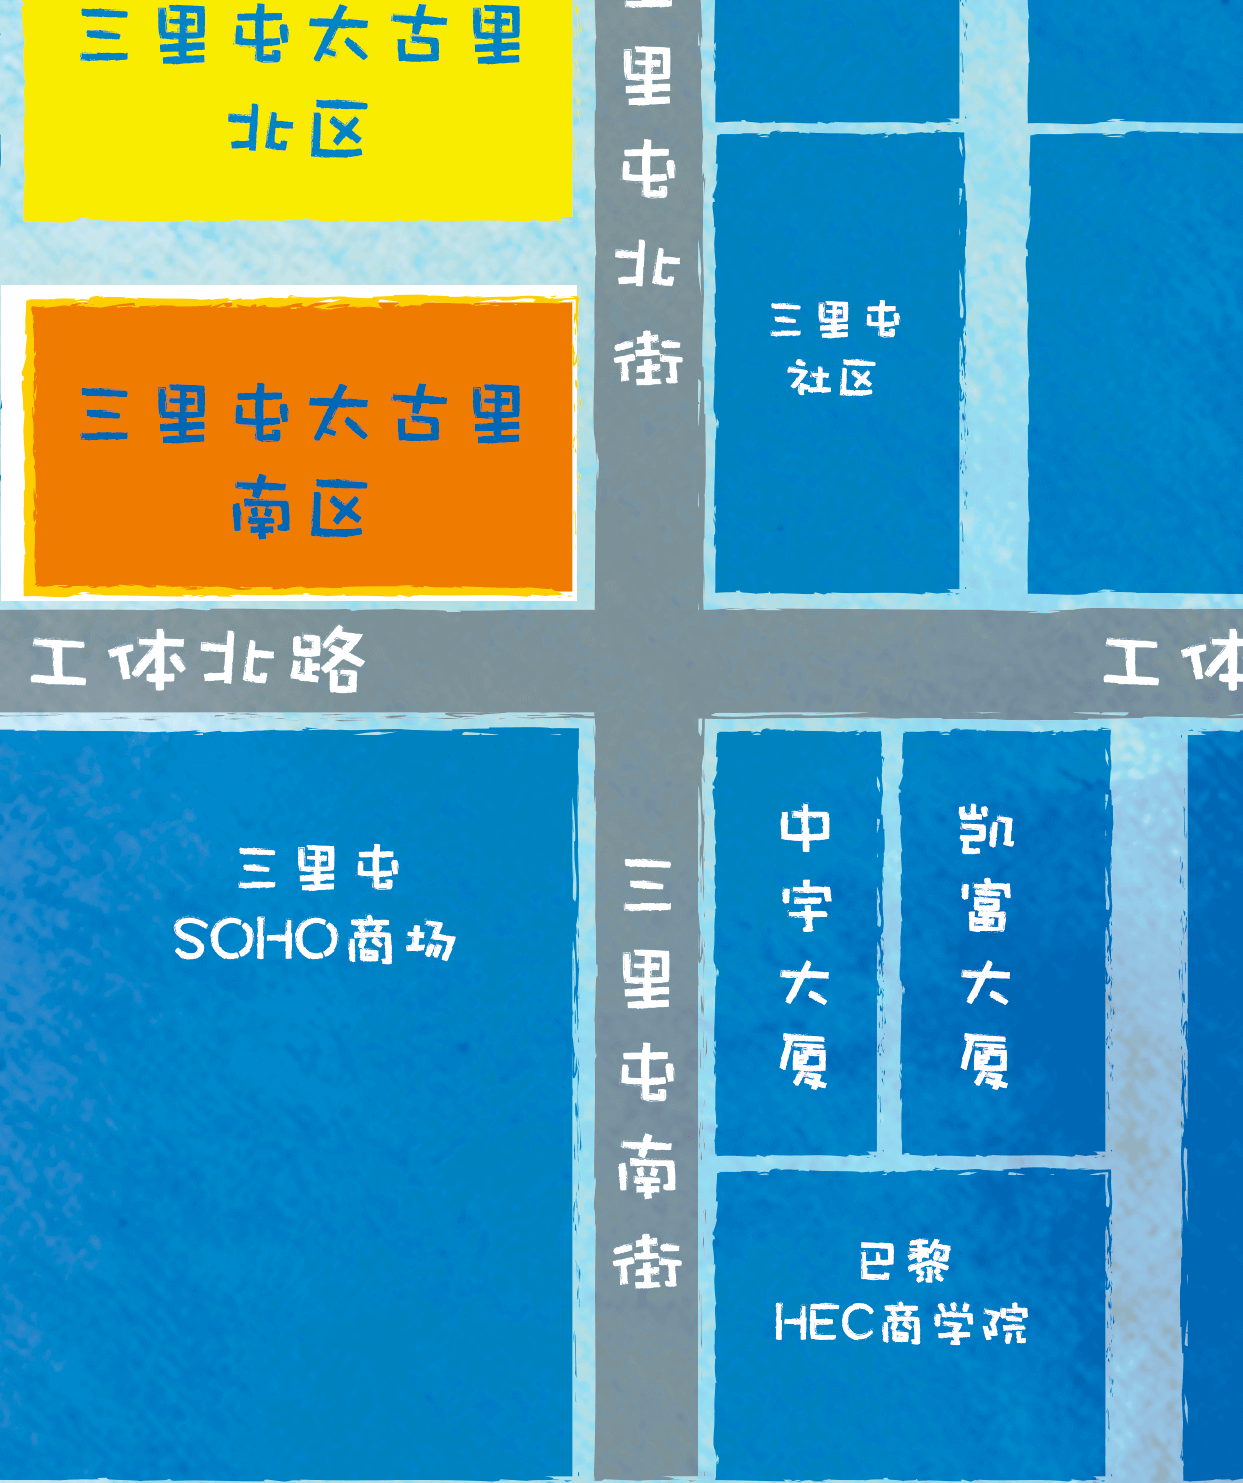 三里屯太古里
北区
里屯北街
三里屯
社区
三里屯太古里
南区
工体北路
工体
三里屯
SOHO商场
三里屯南街
中宇大厦
凯富大厦
巴黎
HEC商学院